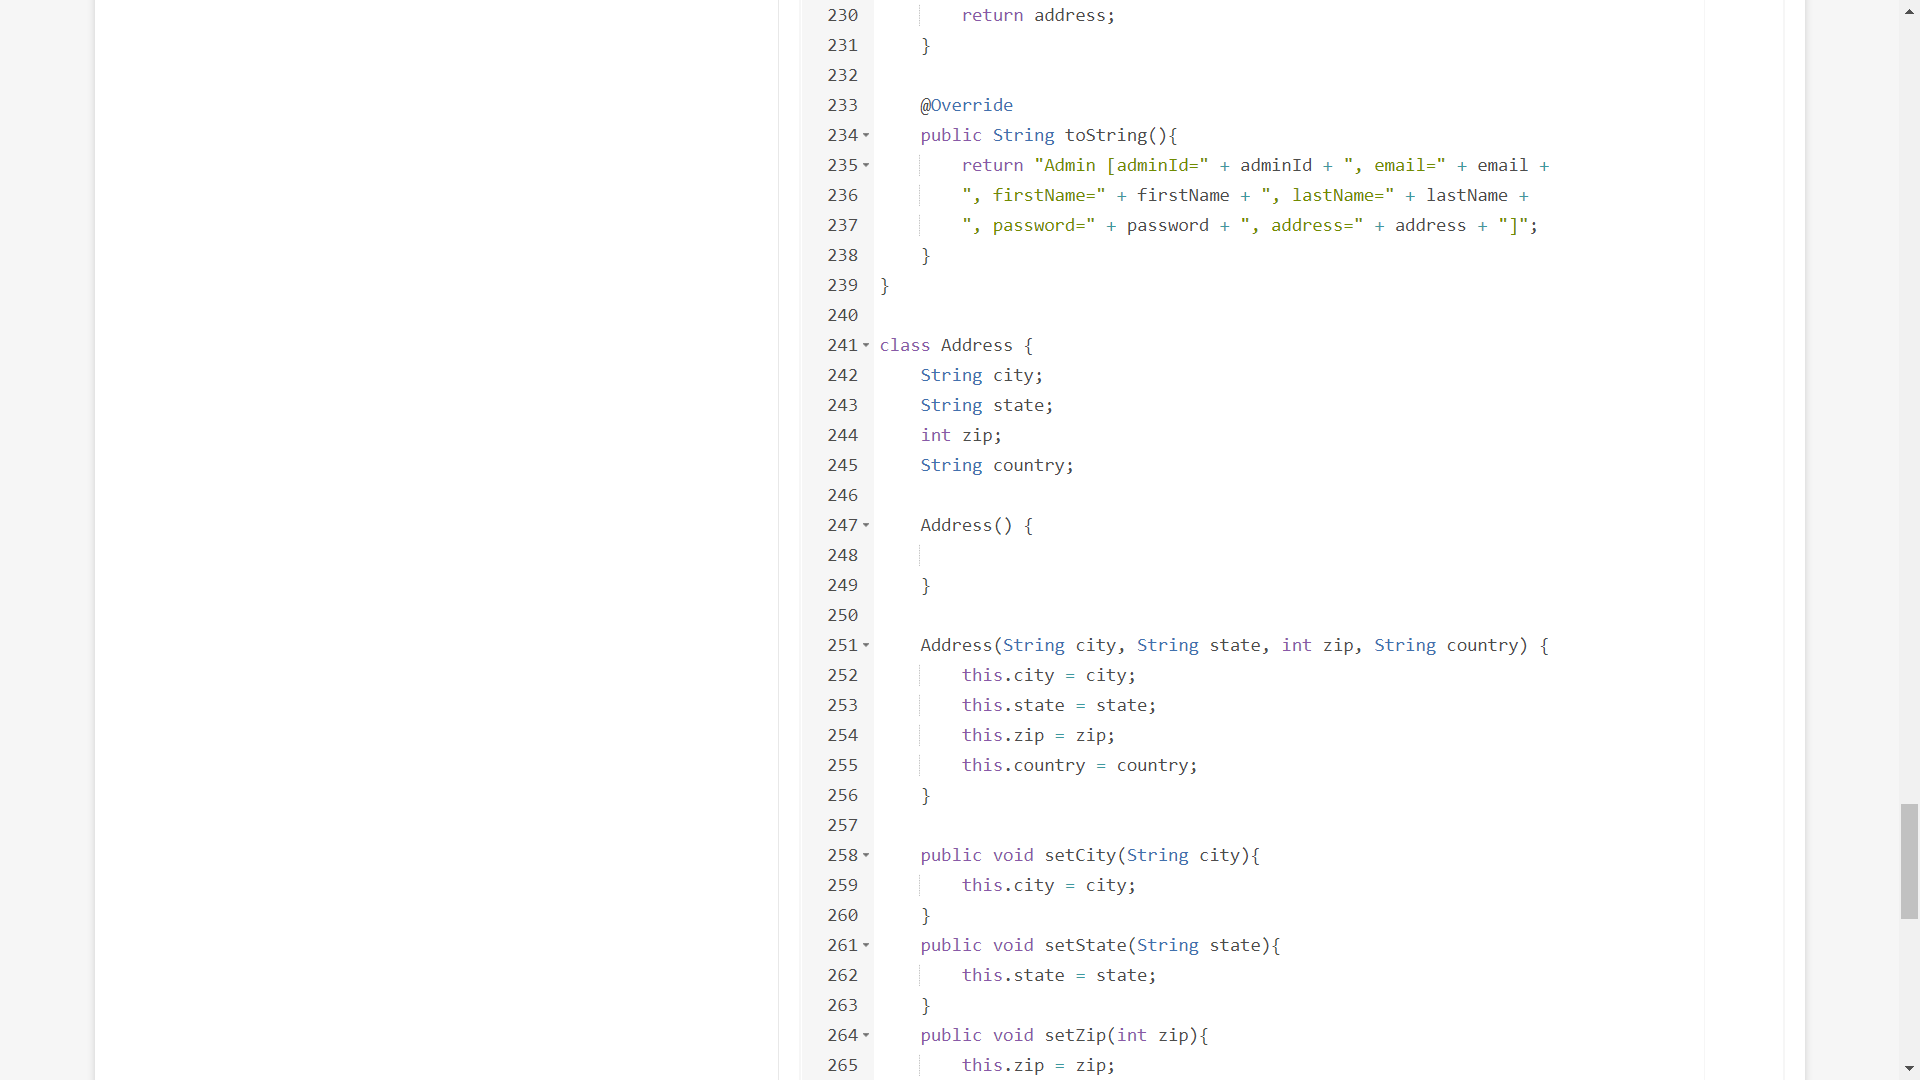 230 return address;
231 }
232
233 @Override
234 public String toString(){
235 return "Admin [adminId=" + adminId + ", email=" + email +
236 ", firstName=" + firstName + ", lastName=" + lastName +
237 ", password=" + password + ", address=" + address + "]";
238 }
239 }
240
241 class Address {
242 String city;
243 String state;
244 int zip;
245 String country;
246
247 Address() {
248
249 }
250
251 Address(String city, String state, int zip, String country) {
252 this.city = city;
253 this.state = state;
254 this.zip = zip;
255 this.country = country;
256 }
257
258 public void setCity(String city){
259 this.city = city;
260 }
261 public void setState(String state){
262 this.state = state;
263 }
264 public void setZip(int zip){
265 this.zip = zip;